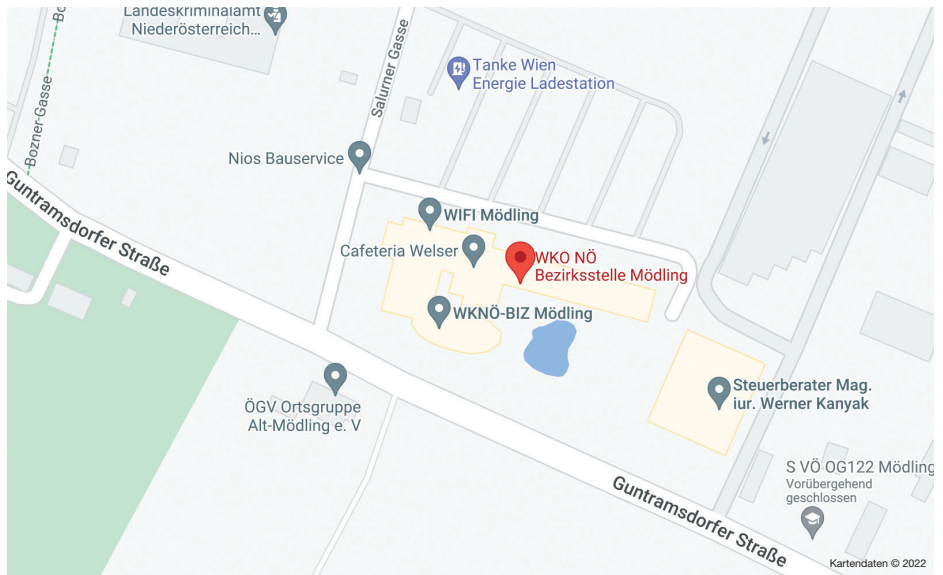 Landeskriminalamt
Niederösterreich...
Bozner-Gasse
Salurner Gasse
Tanke Wien
Energie Ladestation
Nios Bauservice
Guntramsdorfer Straße
WIFI Mödling
Cafeteria Welser
WKO NÖ
Bezirksstelle Mödling
WKNÖ-BIZ Mödling
ÖGV Ortsgruppe
Alt-Mödling e. V
Steuerberater Mag.
iur. Werner Kanyak
S VÖ OG122 Mödling
Vorübergehend
geschlossen
Guntramsdorfer Straße
Kartendaten © 2022